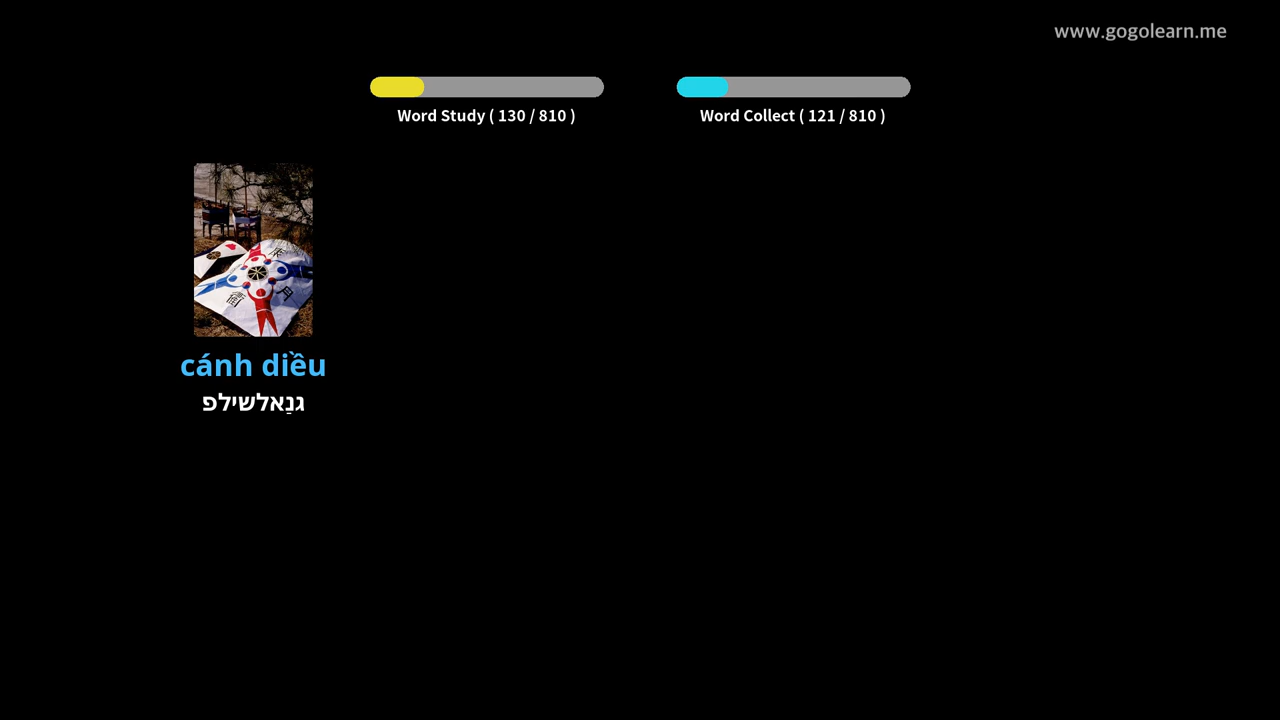 www.gogolearn.me
Word Study ( 130 / 810 )
Word Collect ( 121 / 810 )
cánh diều
גנַאלשילפ